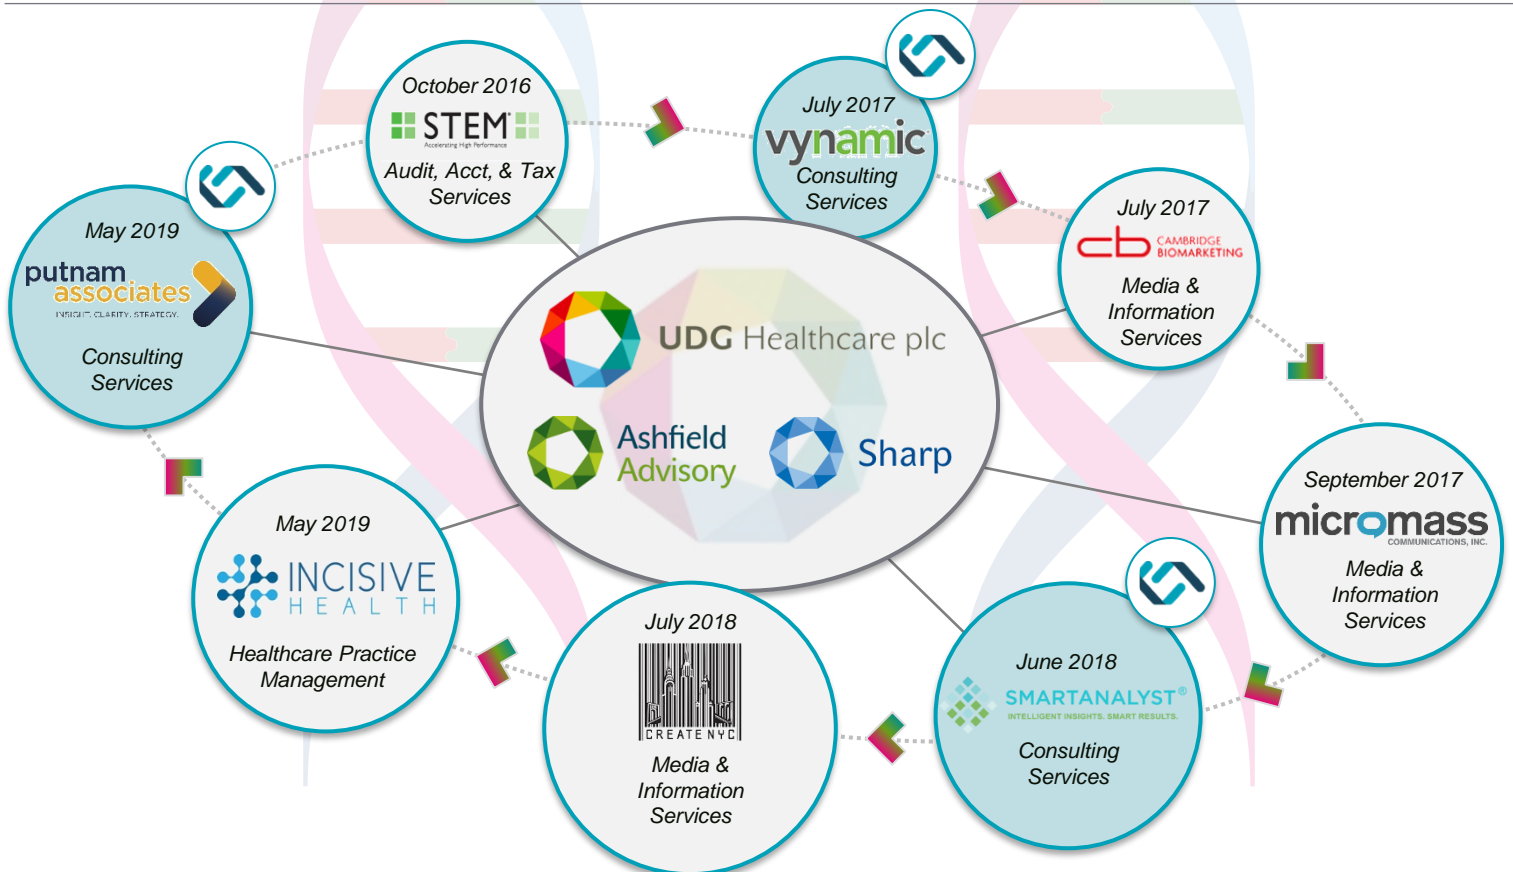 October 2016
STEM
Accelerating High Performance
Audit, Acct, & Tax
Services
July 2017
vynamic
Consulting
Services
July 2017
cb CAMBRIDGE
BIOMARKETING
Media &
Information
Services
September 2017
micromass
COMMUNICATIONS, INC.
Media &
Information
Services
June 2018
SMARTANALYST®
INTELLIGENT INSIGHTS. SMART RESULTS.
Consulting
Services
July 2018
CREATE NYC
Media &
Information
Services
May 2019
INCISIVE
HEALTH
Healthcare Practice
Management
May 2019
putnam
associates
INSIGHT. CLARITY. STRATEGY.
Consulting
Services
UDG Healthcare plc
Ashfield
Advisory
Sharp